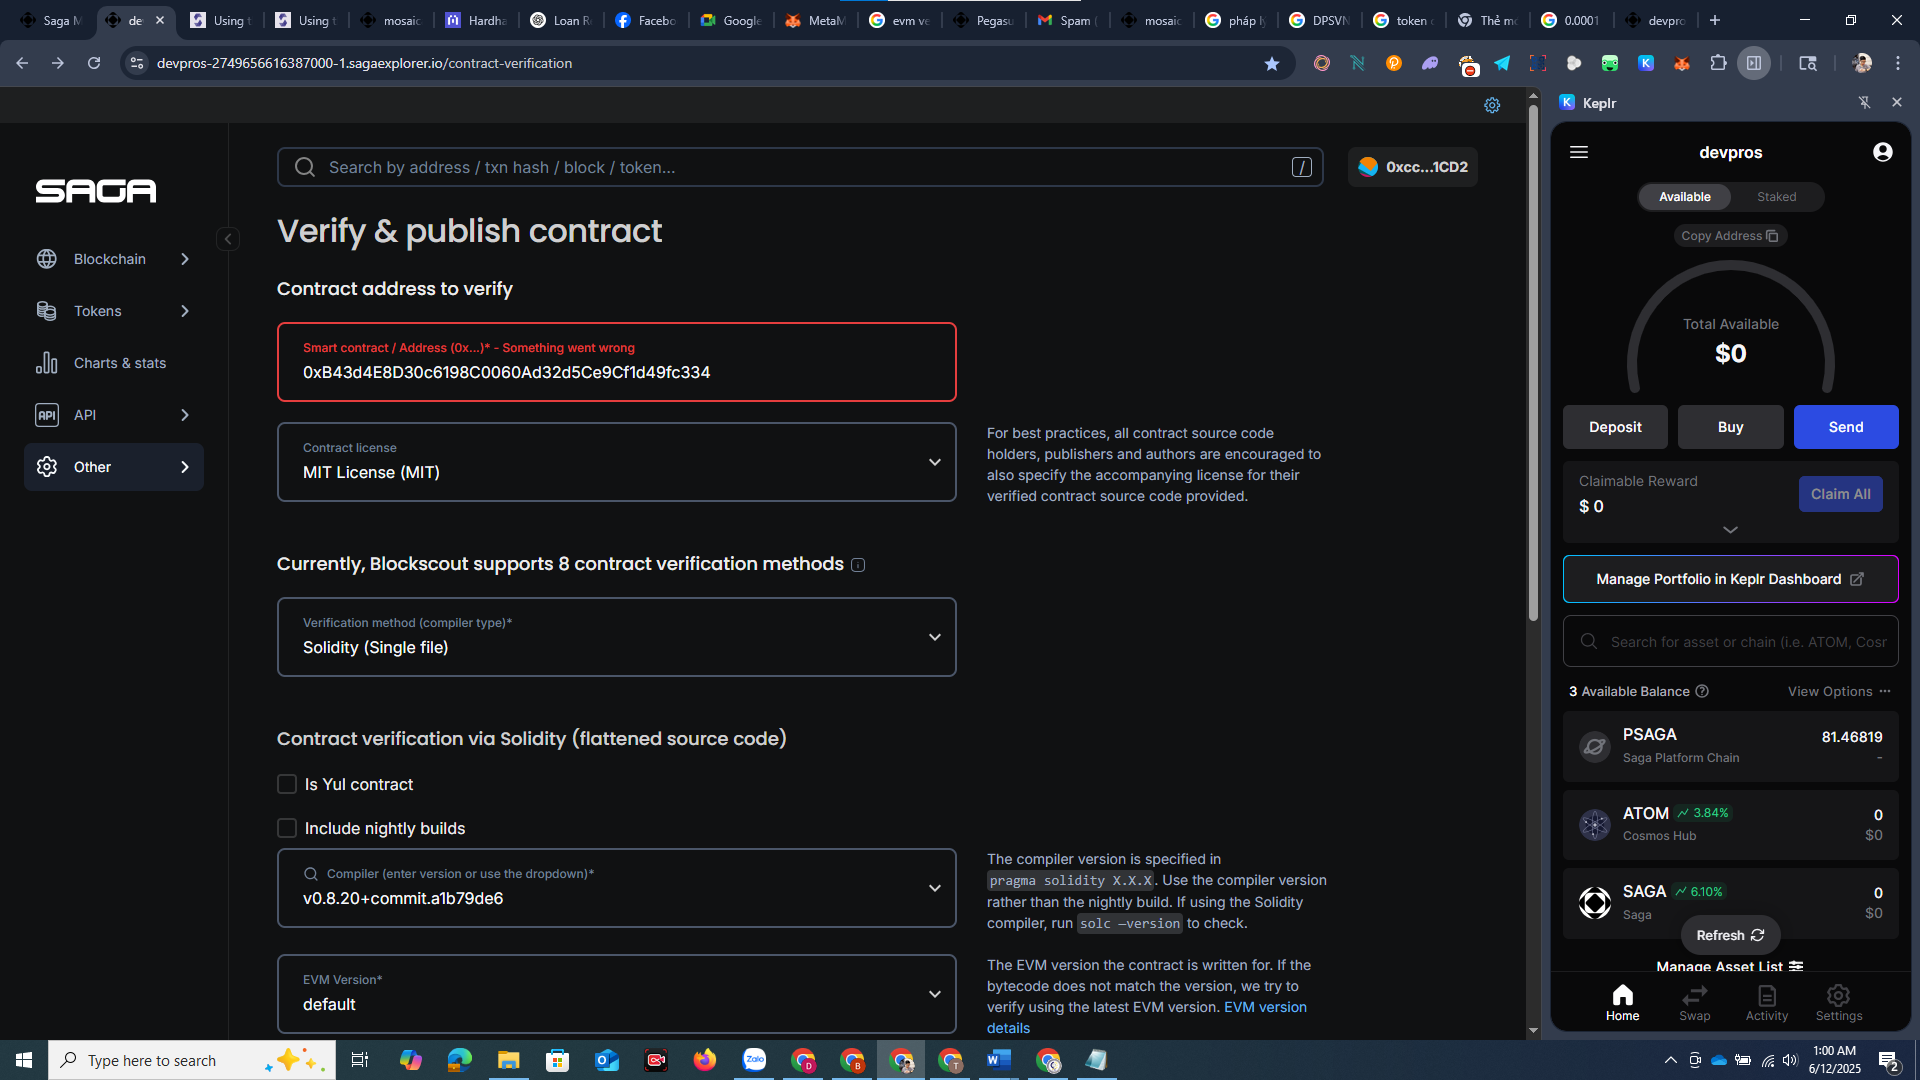 Saga M
dev
Using t
Using t
mosaic
Hardha
Loan R
Facebo
Google
MetaM
evm ve
Pegasu
Spam (
mosaic
pháp lý
DPSVN
token
Thẻ mớ
0.0001
devpro
devpros-2749656616387000-1.sagaexplorer.io/contract-verification
Keplr
SAGA
Blockchain
Tokens
Charts & stats
API
Other
Search by address / txn hash / block / token...
/
0xcc...1CD2
Verify & publish contract
Contract address to verify
Smart contract / Address (0x...)* - Something went wrong
0xB43d4E8D30c6198C0060Ad32d5Ce9Cf1d49fc334
Contract license
MIT License (MIT)
For best practices, all contract source code
holders, publishers and authors are encouraged to
also specify the accompanying license for their
verified contract source code provided.
Currently, Blockscout supports 8 contract verification methods
Verification method (compiler type)*
Solidity (Single file)
Contract verification via Solidity (flattened source code)
Is Yul contract
Include nightly builds
Compiler (enter version or use the dropdown)*
v0.8.20+commit.a1b79de6
The compiler version is specified in
pragma solidity X.X.X. Use the compiler version
rather than the nightly build. If using the Solidity
compiler, run solc —version to check.
EVM Version*
default
The EVM version the contract is written for. If the
bytecode does not match the version, we try to
verify using the latest EVM version. EVM version
details
devpros
Available
Staked
Copy Address
Total Available
$0
Deposit
Buy
Send
Claimable Reward
$ 0
Claim All
Manage Portfolio in Keplr Dashboard
Search for asset or chain (i.e. ATOM, Cosr
3 Available Balance
View Options
PSAGA
81.46819
Saga Platform Chain
-
ATOM
3.84%
0
Cosmos Hub
$0
SAGA
6.10%
0
Saga
$0
Refresh
Manage Asset List
Home
Swap
Activity
Settings
Type here to search
Zalo
1:00 AM
6/12/2025
2